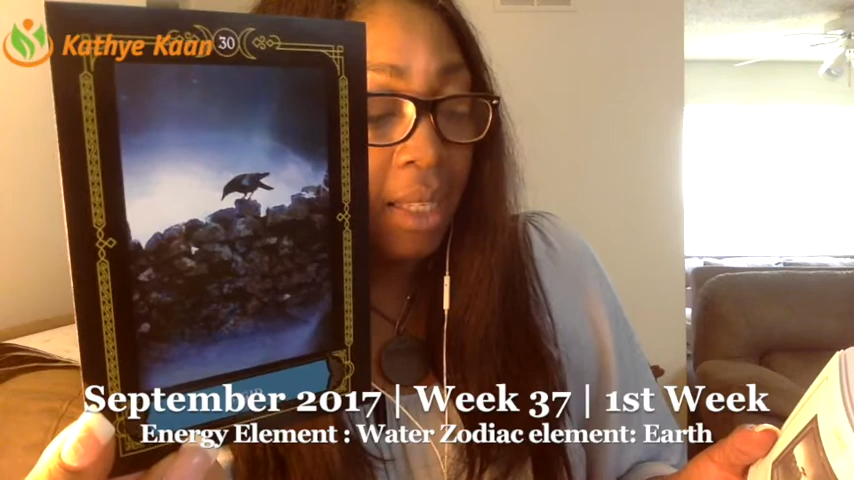 Kathye Kaan
30
September 2017 | Week 37 | 1st Week
Energy Element : Water Zodiac element: Earth